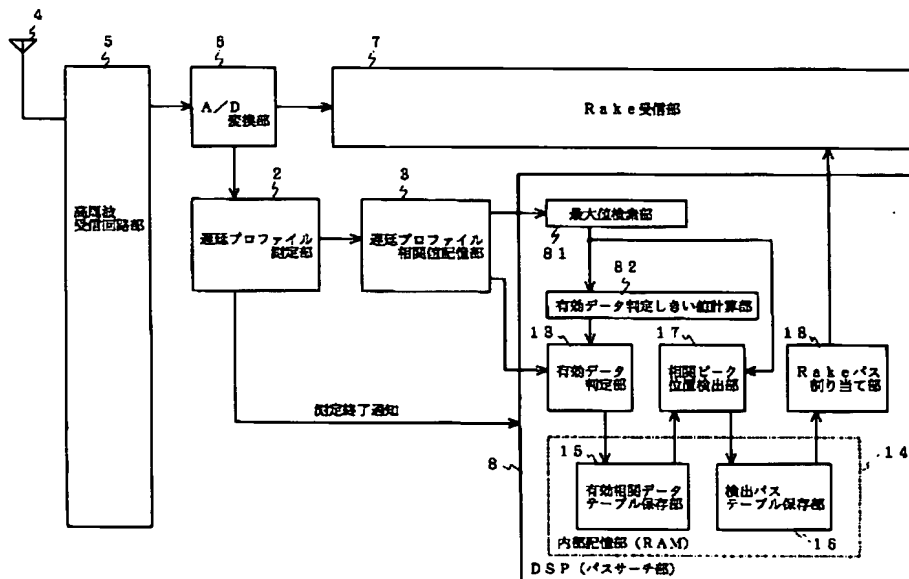 4
5
6
7
A/D
変換部
Rake受信部
高周波
受信回路部
2
3
遅延プロファイル
測定部
遅延プロファイル
相関値記憶部
最大値検索部
81
82
有効データ判定しきい値計算部
13
17
18
有効データ
判定部
相関ピーク
位置検出部
Rakeパス
割り当て部
測定終了通知
8
15
14
有効相関データ
テーブル保存部
検出パス
テーブル保存部
16
内部記憶部(RAM)
DSP(パスサーチ部)